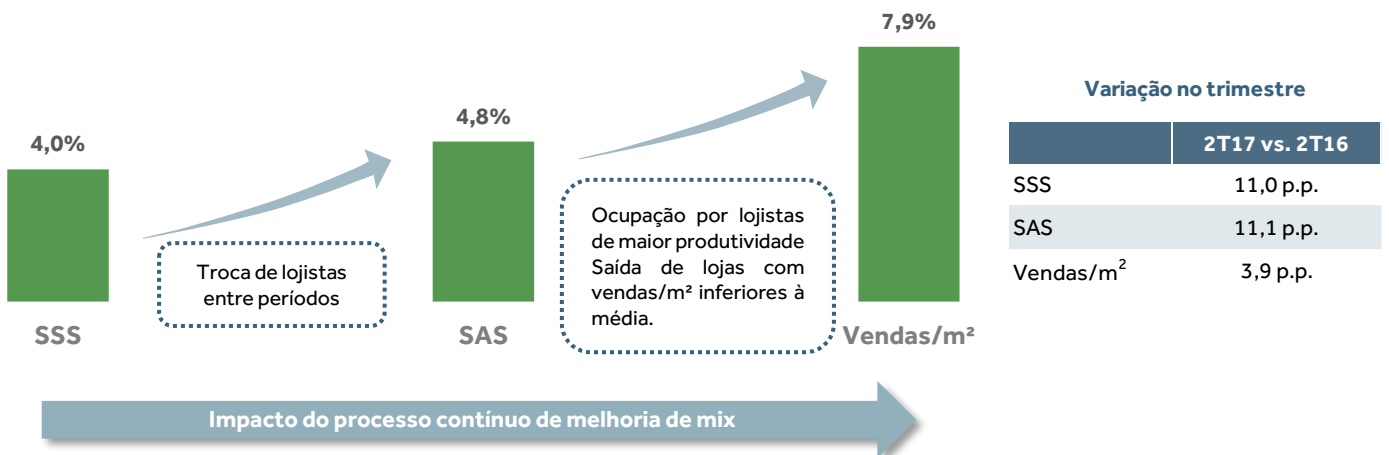 7,9%
4,8%
4,0%
Troca de lojistas
entre períodos
Ocupação por lojistas
de maior produtividade
Saída de lojas com
vendas/m² inferiores à
média.
SSS
SAS
Vendas/m²
Impacto do processo contínuo de melhoria de mix
Variação no trimestre
2T17 vs. 2T16
SSS 11,0 p.p.
SAS 11,1 p.p.
Vendas/m² 3,9 p.p.